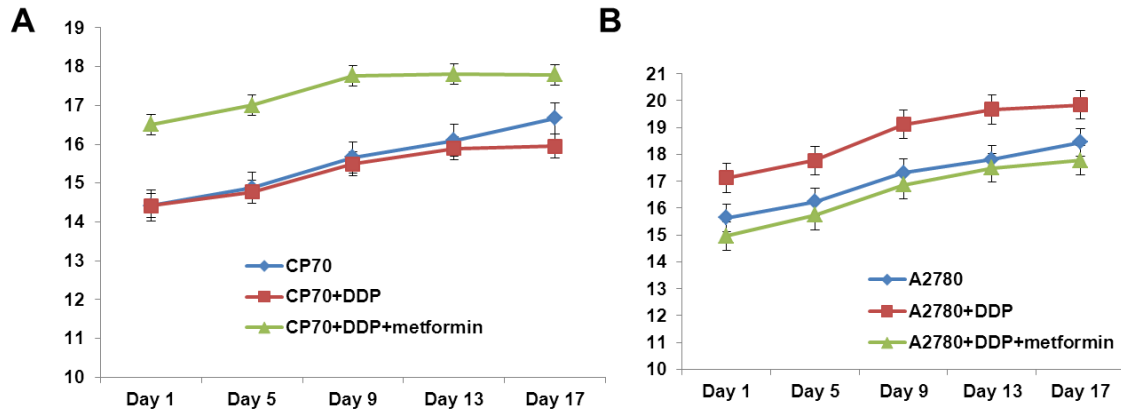 A
19
18
17
16
15
14
13
12
11
10
CP70
CP70+DDP
CP70+DDP+metformin
Day 1 Day 5 Day 9 Day 13 Day 17
B
21
20
19
18
17
16
15
14
13
12
11
10
A2780
A2780+DDP
A2780+DDP+metformin
Day 1 Day 5 Day 9 Day 13 Day 17